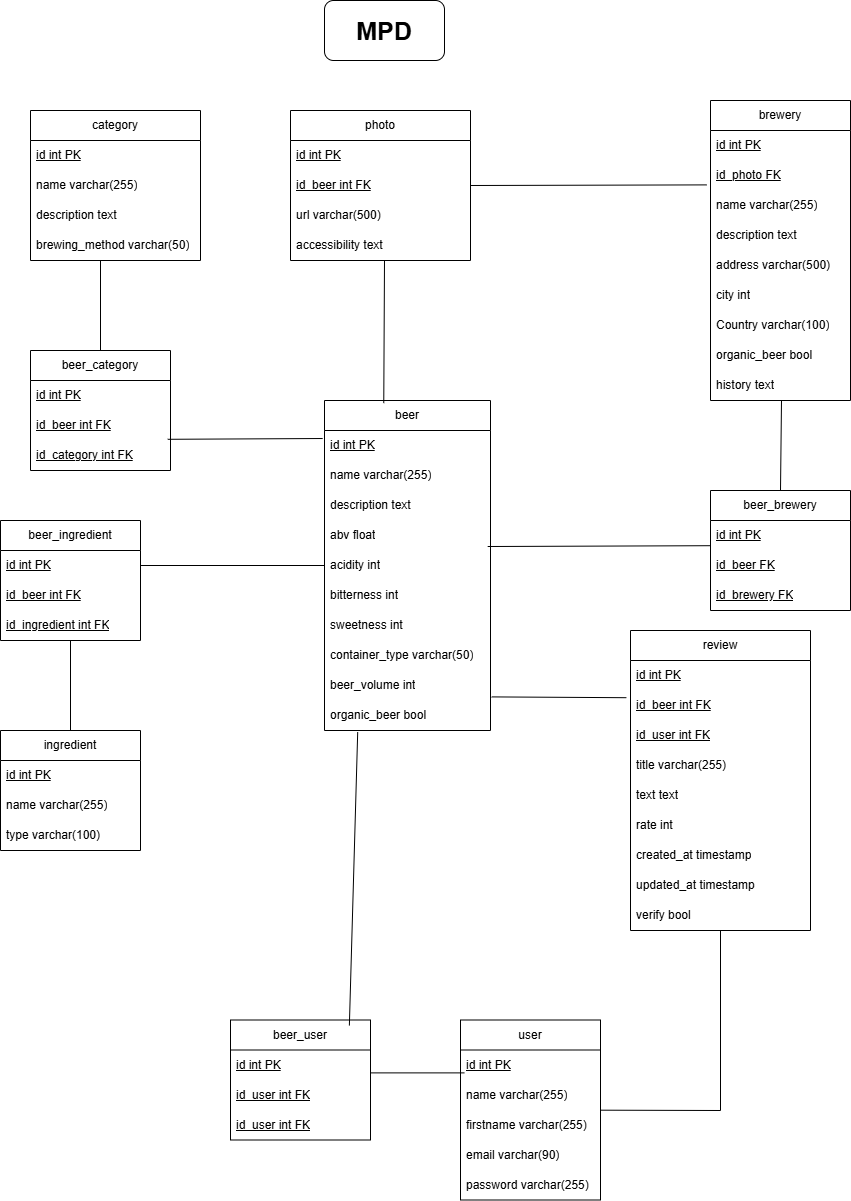 MPD
category
id int PK
name varchar(255)
description text
brewing_method varchar(50)
photo
id int PK
id_beer int FK
url varchar(500)
accessibility text
brewery
id int PK
id_photo FK
name varchar(255)
description text
address varchar(500)
city int
Country varchar(100)
organic_beer bool
history text
beer_category
id int PK
id_beer int FK
id_category int FK
beer
id int PK
name varchar(255)
description text
abv float
acidity int
bitterness int
sweetness int
container_type varchar(50)
beer_volume int
organic_beer bool
beer_brewery
id int PK
id_beer FK
id_brewery FK
beer_ingredient
id int PK
id_beer int FK
id_ingredient int FK
review
id int PK
id_beer int FK
id_user int FK
title varchar(255)
text text
rate int
created_at timestamp
updated_at timestamp
verify bool
ingredient
id int PK
name varchar(255)
type varchar(100)
beer_user
id int PK
id_user int FK
id_user int FK
user
id int PK
name varchar(255)
firstname varchar(255)
email varchar(90)
password varchar(255)